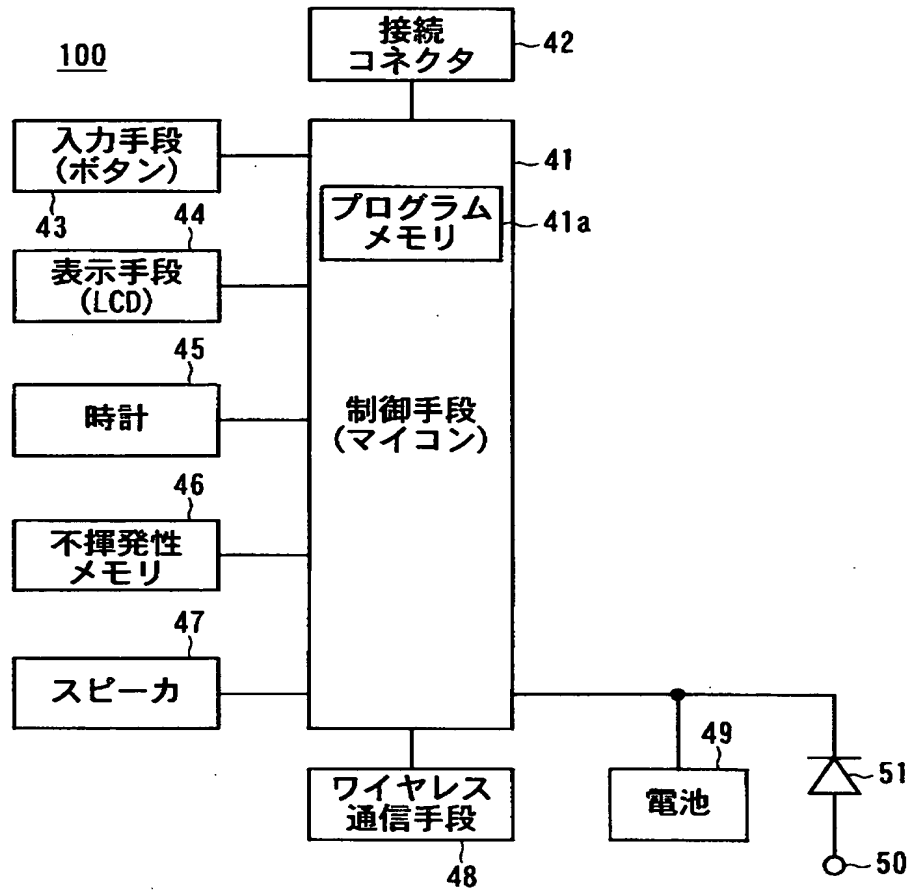 100
接続
コネクタ
42
入力手段
(ボタン)
43
41
プログラム
メモリ
41a
44
表示手段
(LCD)
45
時計
制御手段
(マイコン)
46
不揮発性
メモリ
47
スピーカ
ワイヤレス
通信手段
48
49
電池
51
50